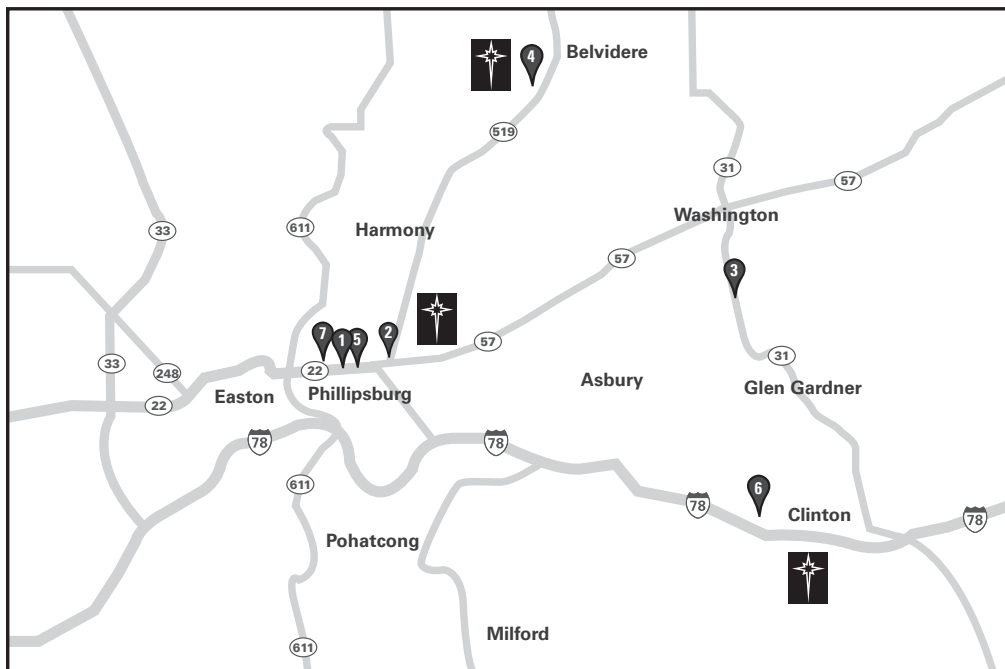 4
Belvidere
519
31
57
Washington
33
611
Harmony
57
3
7
1
5
2
57
31
33
248
22
22
Easton
Phillipsburg
Asbury
Glen Gardner
78
78
611
6
78
Clinton
78
Pohatcong
Milford
611